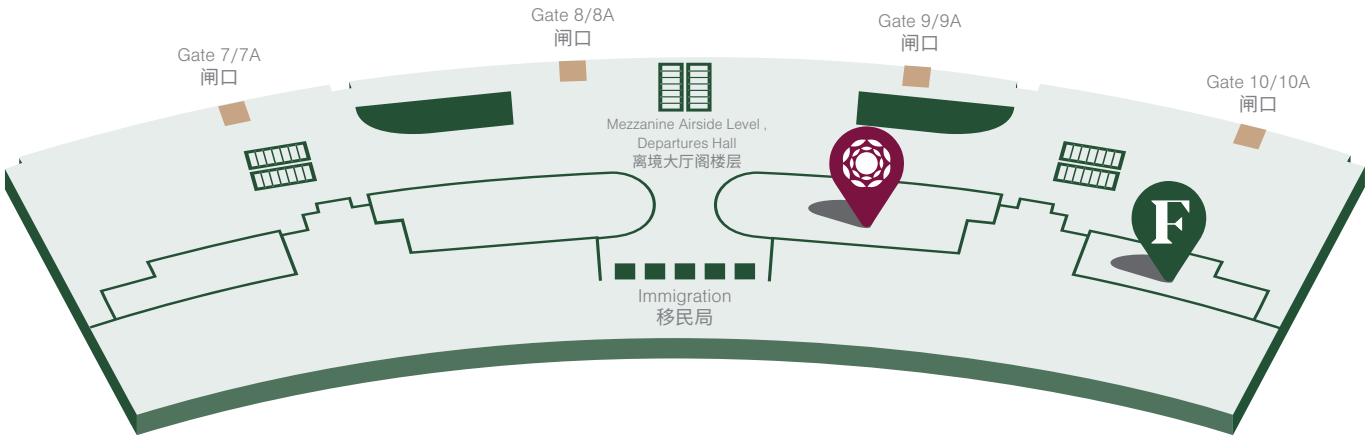 Gate 7/7A
闸口
Gate 8/8A
闸口
Gate 9/9A
闸口
Gate 10/10A
闸口
Mezzanine Airside Level ,
Departures Hall
离境大厅阁楼层
F
Immigration
移民局